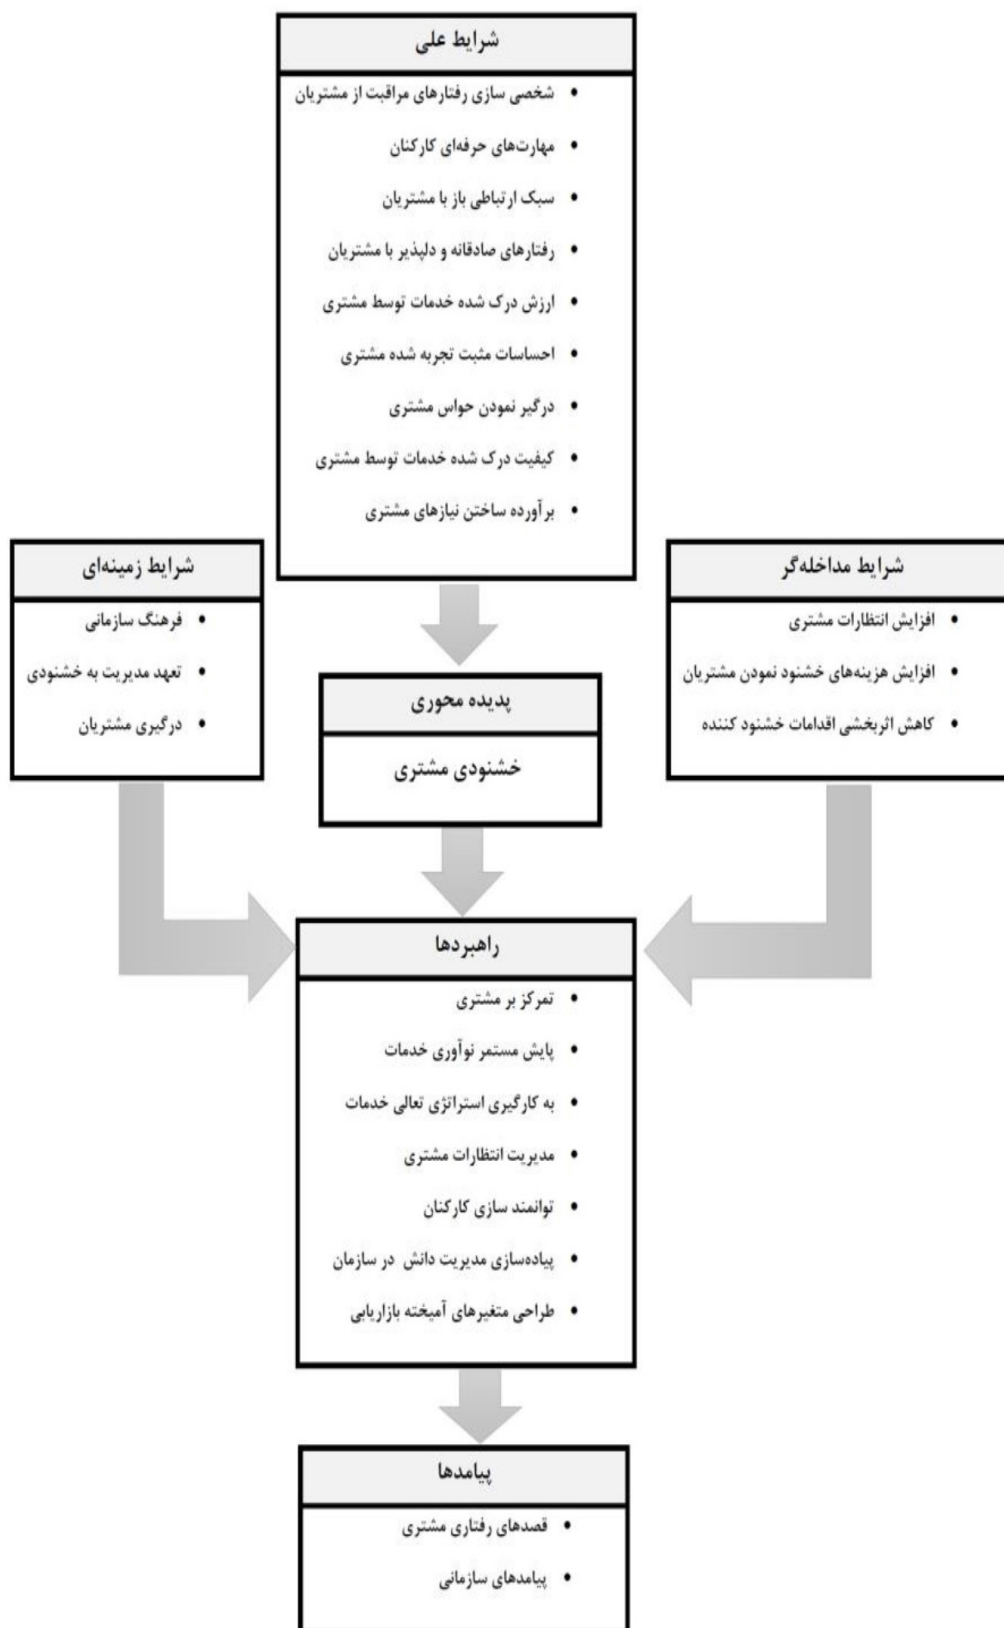 شرایط علی
• شخصی سازی رفتارهای مراقبت از مشتریان
• مهارت‌های حرفه‌ای کارکنان
• سبک ارتباطی باز با مشتریان
• رفتارهای صادقانه و دلپذیر با مشتریان
• ارزش درک شده خدمات توسط مشتری
• احساسات مثبت تجربه شده مشتری
• درگیر نمودن حواس مشتری
• کیفیت درک شده خدمات توسط مشتری
• برآورده ساختن نیازهای مشتری
شرایط مداخله‌گر
• افزایش انتظارات مشتری
• افزایش هزینه‌های خشنود نمودن مشتریان
• کاهش اثربخشی اقدامات خشنود کننده
شرایط زمینه‌ای
• فرهنگ سازمانی
• تعهد مدیریت به خشنودی
• درگیری مشتریان
پدیده محوری
خشنودی مشتری
راهبردها
• تمرکز بر مشتری
• پایش مستمر نوآوری خدمات
• به کارگیری استراتژی تعالی خدمات
• مدیریت انتظارات مشتری
• توانمند سازی کارکنان
• پیاده‌سازی مدیریت دانش در سازمان
• طراحی متغیرهای آمیخته بازاریابی
پیامدها
• قصدهای رفتاری مشتری
• پیامدهای سازمانی